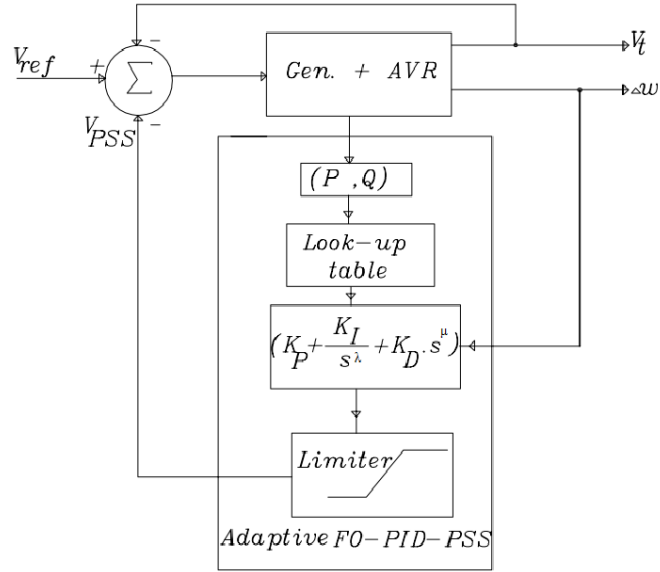 −
V_t
V_ref
+
Σ
Gen. + AVR
Δw
V_PSS
−
(P ,Q)
Look-up
table
(K_P + K_I/s^λ + K_D . s^μ)
Limiter
Adaptive FO-PID-PSS